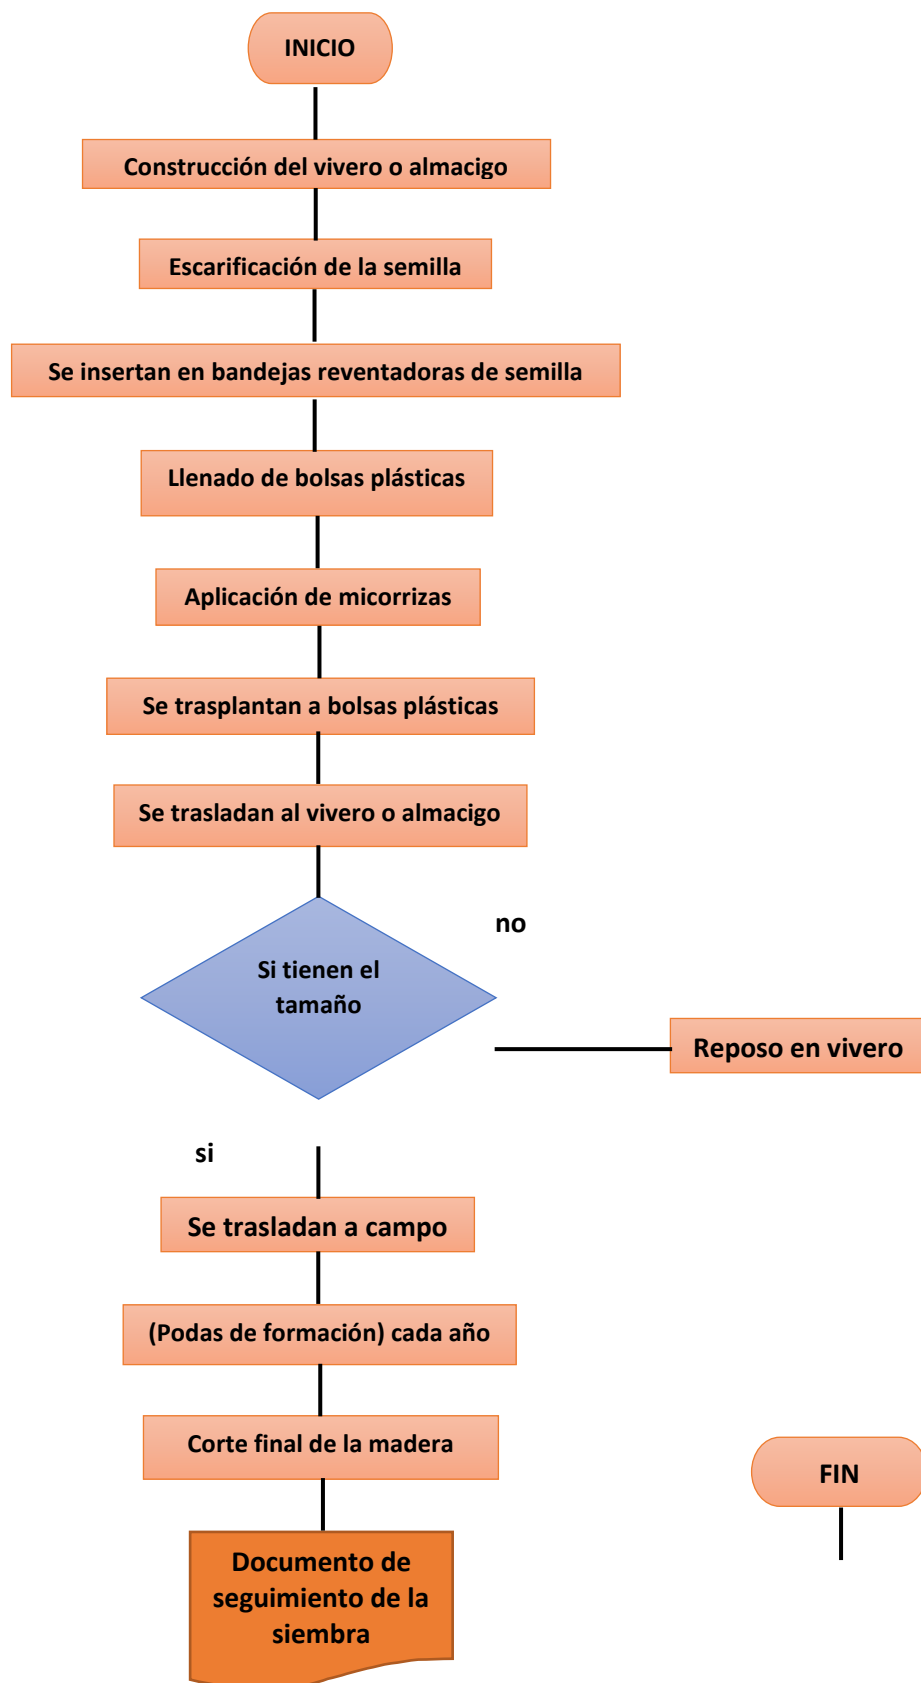 INICIO
Construcción del vivero o almacigo
Escarificación de la semilla
Se insertan en bandejas reventadoras de semilla
Llenado de bolsas plásticas
Aplicación de micorrizas
Se trasplantan a bolsas plásticas
Se trasladan al vivero o almacigo
no
Si tienen el
tamaño
Reposo en vivero
si
Se trasladan a campo
(Podas de formación) cada año
Corte final de la madera
FIN
Documento de
seguimiento de la
siembra